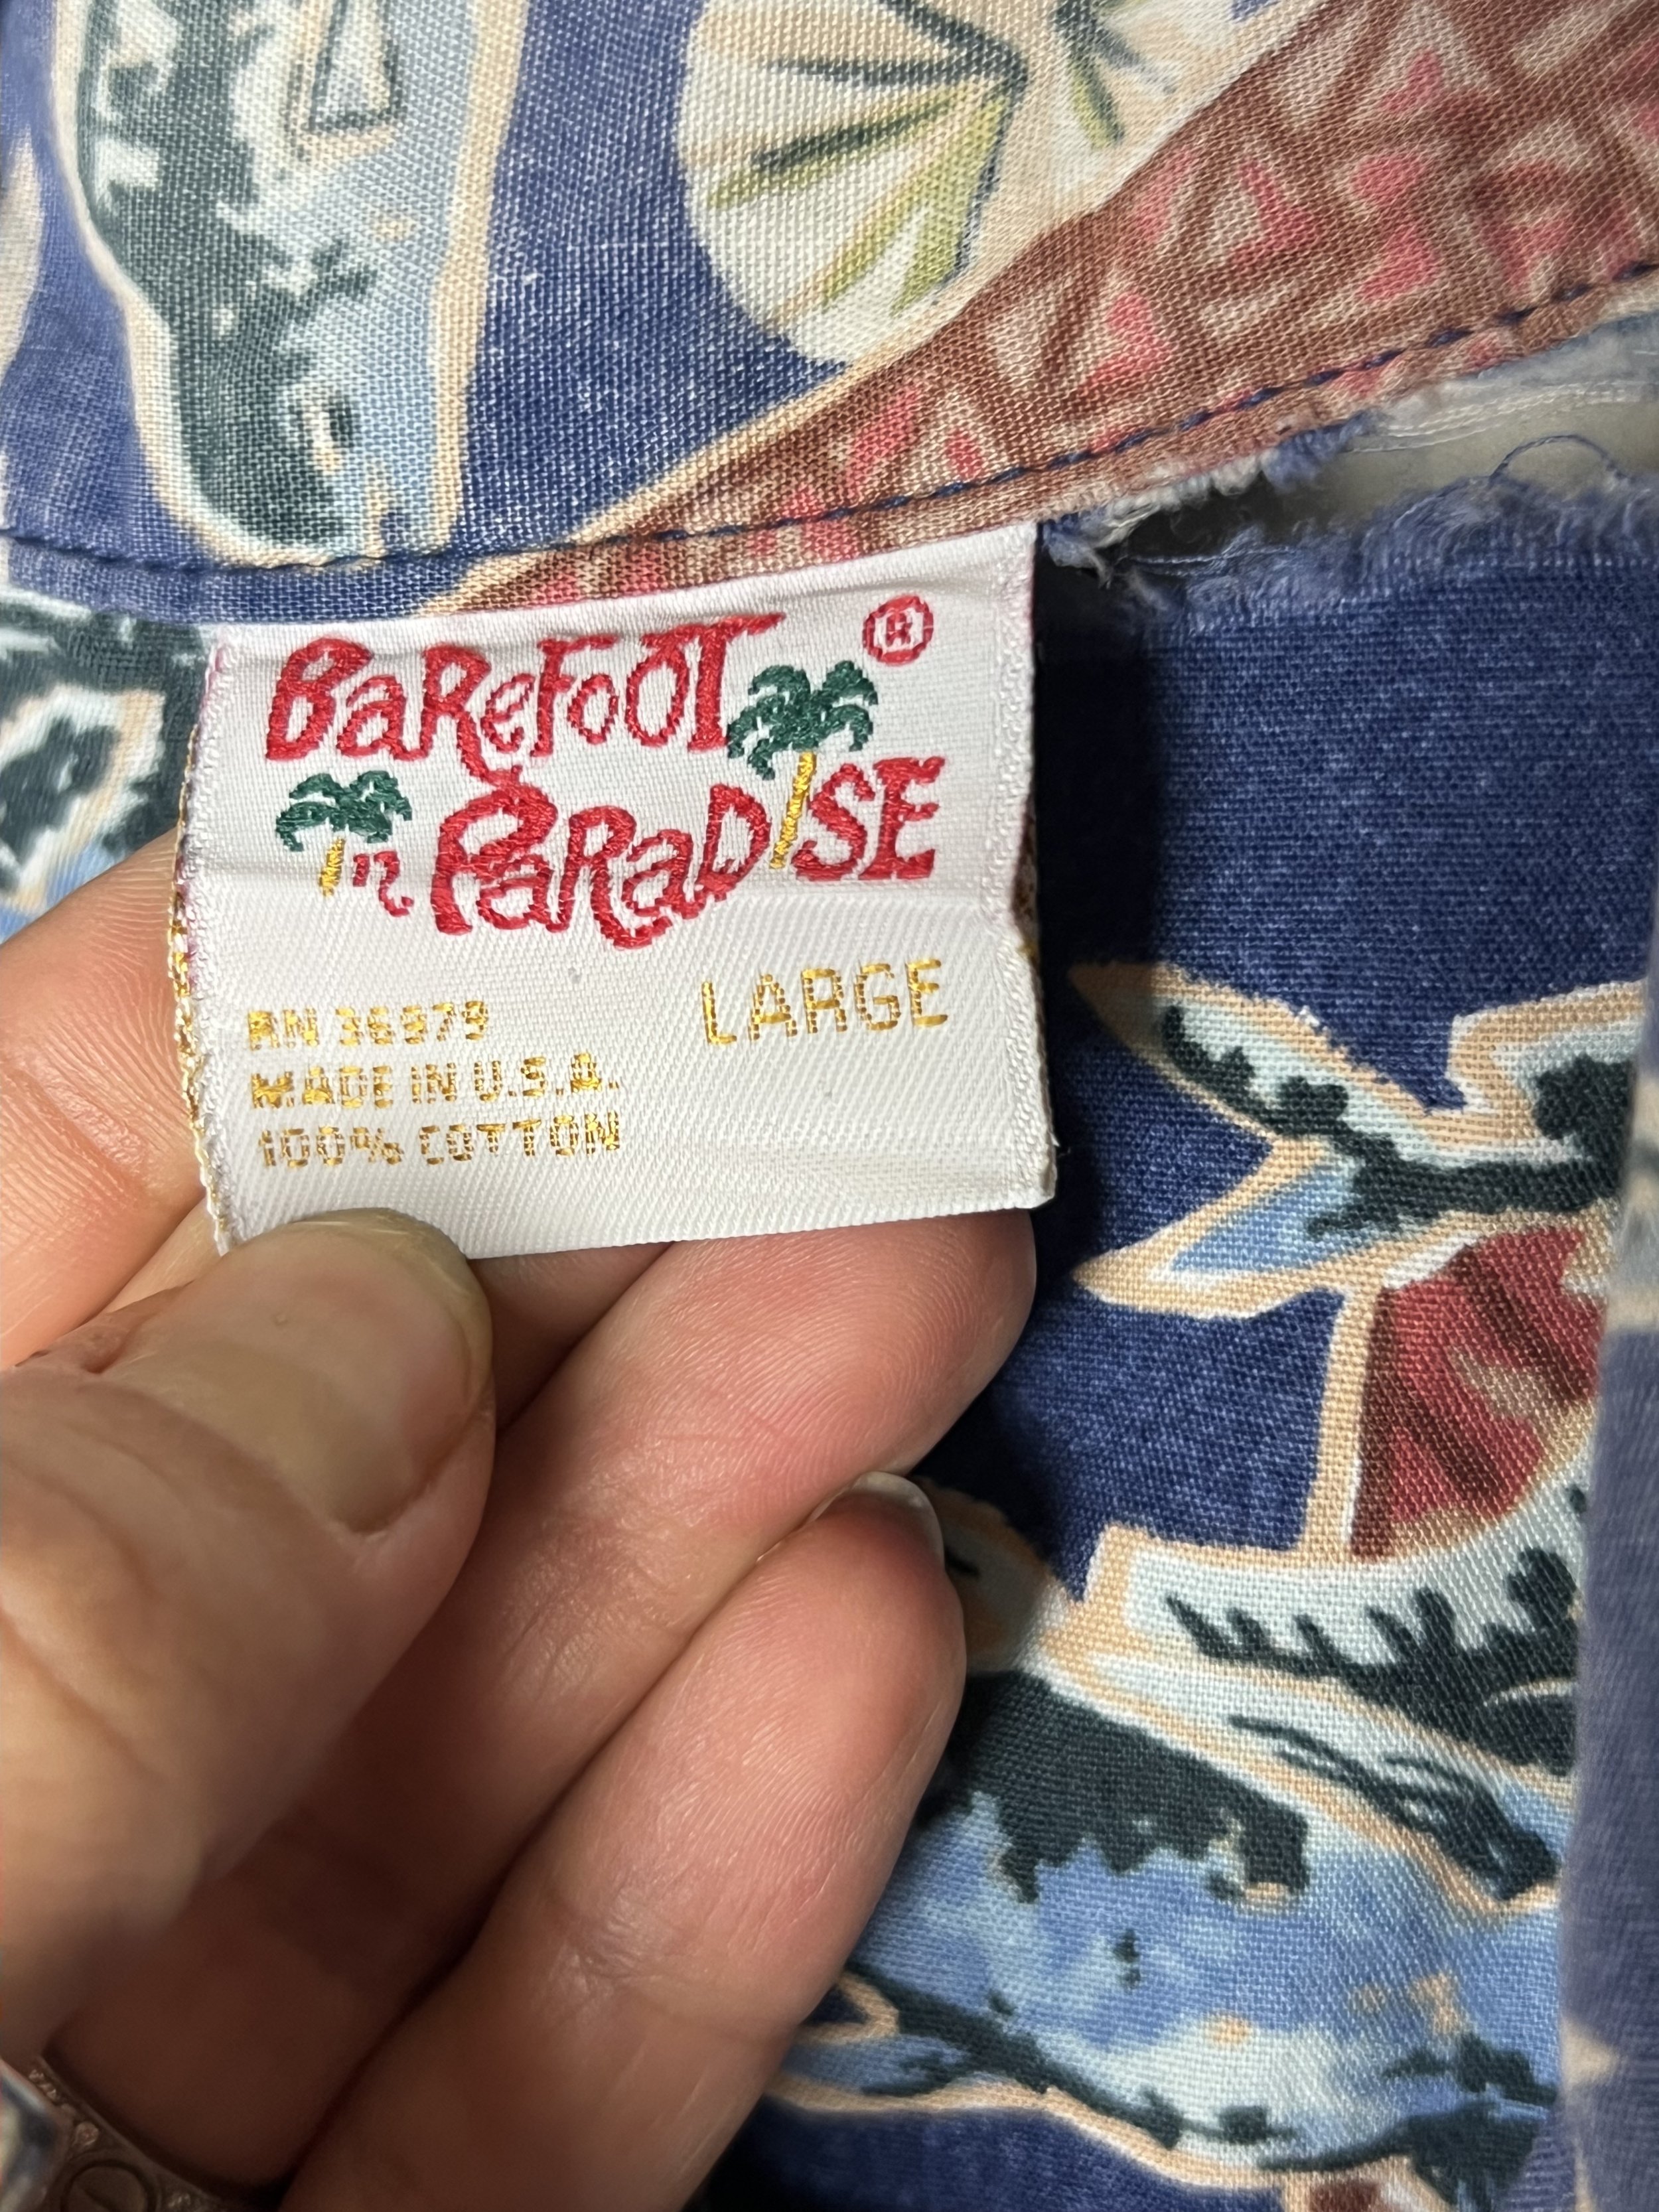 BaReFoOT ®
in PaRaDISE
LARGE
RN 36979
MADE IN U.S.A.
100% COTTON